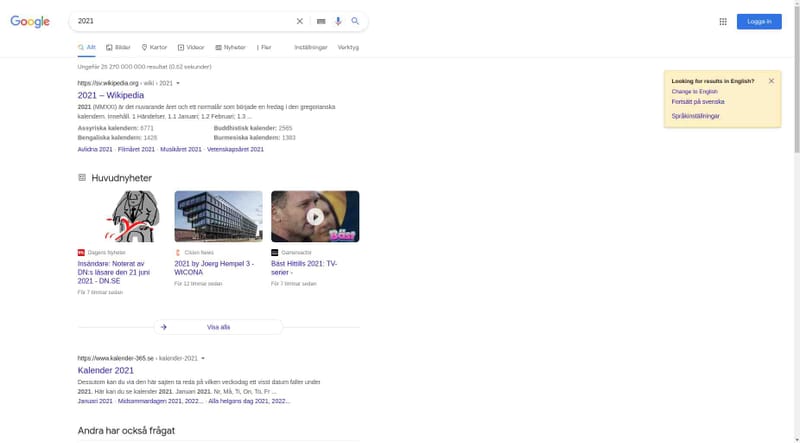 Google
2021
Logga in
Allt
Bilder
Kartor
Videor
Nyheter
Fler
Inställningar
Verktyg
Ungefär 25 270 000 000 resultat (0,62 sekunder)
Looking for results in English?
Change to English
Fortsätt på svenska
Språkinställningar
https://sv.wikipedia.org › wiki › 2021
2021 – Wikipedia
2021 (MMXXI) är det nuvarande året och ett normalår som började en fredag i den gregorianska
kalendern. Innehåll. 1 Händelser. 1.1 Januari; 1.2 Februari; 1.3 ...
Assyriska kalendern: 6771
Buddhistisk kalender: 2565
Bengaliska kalendern: 1428
Burmesiska kalendern: 1383
Avlidna 2021 · Filmåret 2021 · Musikåret 2021 · Vetenskapsåret 2021
Huvudnyheter
Bäst
Dagens Nyheter
Insändare: Noterat av
DN:s läsare den 21 juni
2021 - DN.SE
För 7 timmar sedan
News
2021 by Joerg Hempel 3 -
WICONA
För 12 timmar sedan
Gamereactor
Bäst Hittills 2021: TV-
serier -
För 7 timmar sedan
Visa alla
https://www.kalender-365.se › kalender-2021
Kalender 2021
Dessutom kan du via den här sajten ta reda på vilken veckodag ett visst datum faller under
2021. Här kan du se kalender 2021. Januari 2021. Nr, Må, Ti, On, To, Fr ...
Januari 2021 · Midsommardagen 2021, 2022... · Alla helgons dag 2021, 2022...
Andra har också frågat